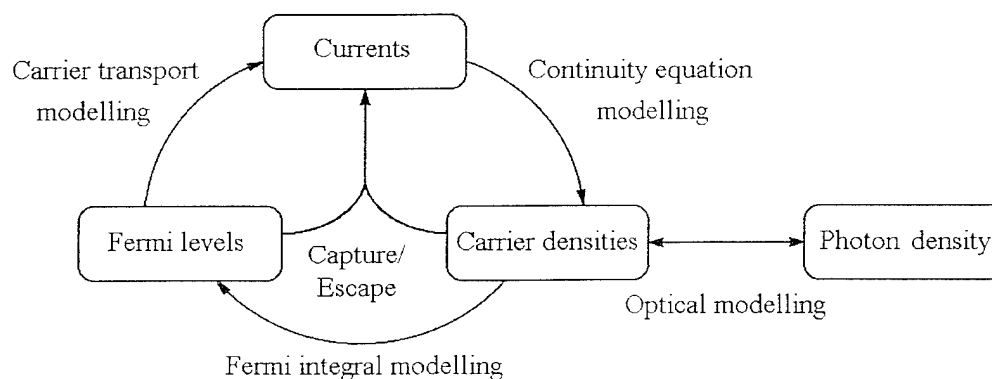 Currents
Carrier transport
modelling
Continuity equation
modelling
Fermi levels
Capture/
Escape
Carrier densities
Photon density
Optical modelling
Fermi integral modelling